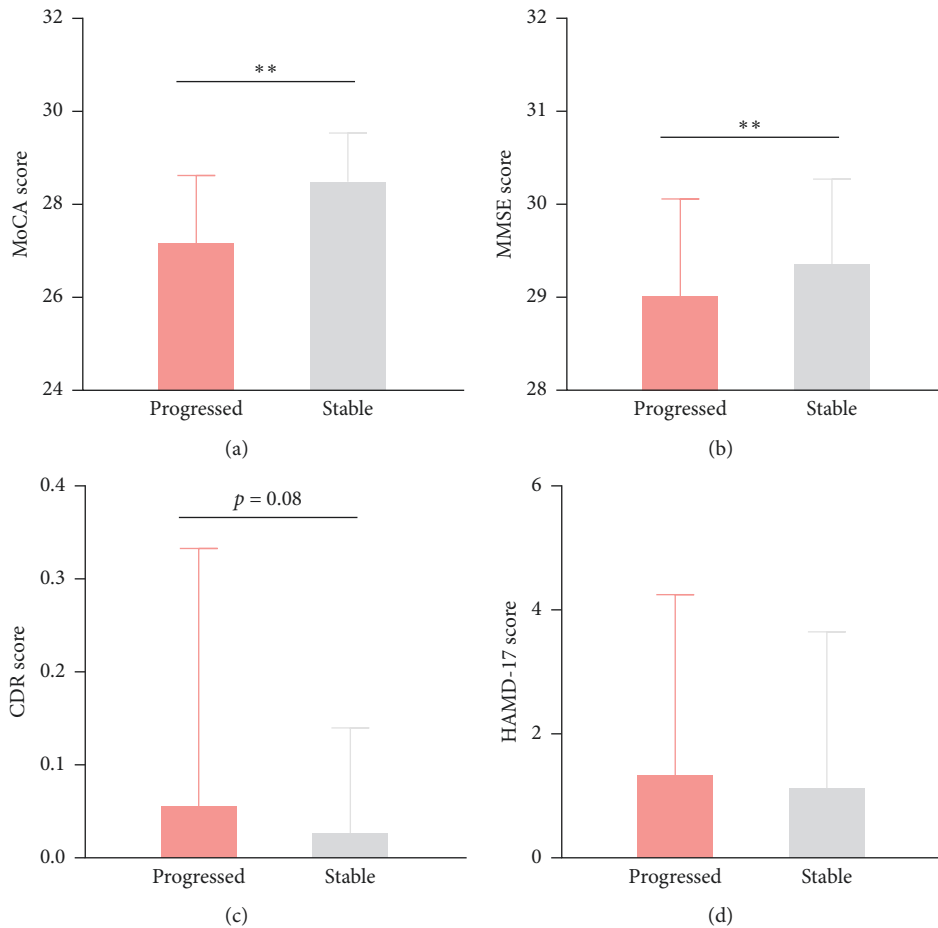 MoCA score
32
30
28
26
24
**
Progressed
Stable
(a)
MMSE score
32
31
30
29
28
**
Progressed
Stable
(b)
CDR score
0.4
0.3
0.2
0.1
0.0
p = 0.08
Progressed
Stable
(c)
HAMD-17 score
6
4
2
0
Progressed
Stable
(d)